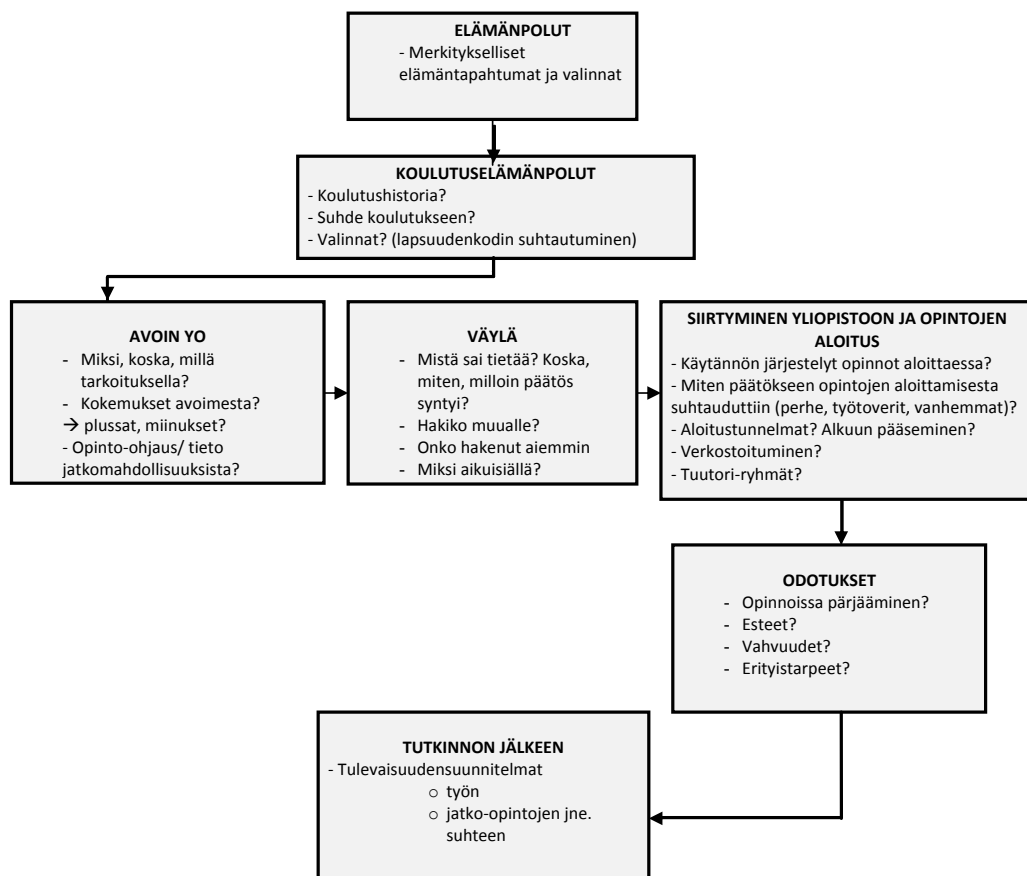 ELÄMÄNPOLUT
- Merkitykselliset
elämäntapahtumat ja valinnat
KOULUTUSELÄMÄNPOLUT
- Koulutushistoria?
- Suhde koulutukseen?
- Valinnat? (lapsuudenkodin suhtautuminen)
AVOIN YO
- Miksi, koska, millä
tarkoituksella?
- Kokemukset avoimesta?
→ plussat, miinukset?
- Opinto-ohjaus/ tieto
jatkomahdollisuuksista?
VÄYLÄ
- Mistä sai tietää? Koska,
miten, milloin päätös
syntyi?
- Hakiko muualle?
- Onko hakenut aiemmin
- Miksi aikuisiällä?
SIIRTYMINEN YLIOPISTOON JA OPINTOJEN
ALOITUS
- Käytännön järjestelyt opinnot aloittaessa?
- Miten päätökseen opintojen aloittamisesta
suhtauduttiin (perhe, työtoverit, vanhemmat)?
- Aloitustunnelmat? Alkuun pääseminen?
- Verkostoituminen?
- Tuutori-ryhmät?
ODOTUKSET
- Opinnoissa pärjääminen?
- Esteet?
- Vahvuudet?
- Erityistarpeet?
TUTKINNON JÄLKEEN
- Tulevaisuudensuunnitelmat
○ työn
○ jatko-opintojen jne.
suhteen